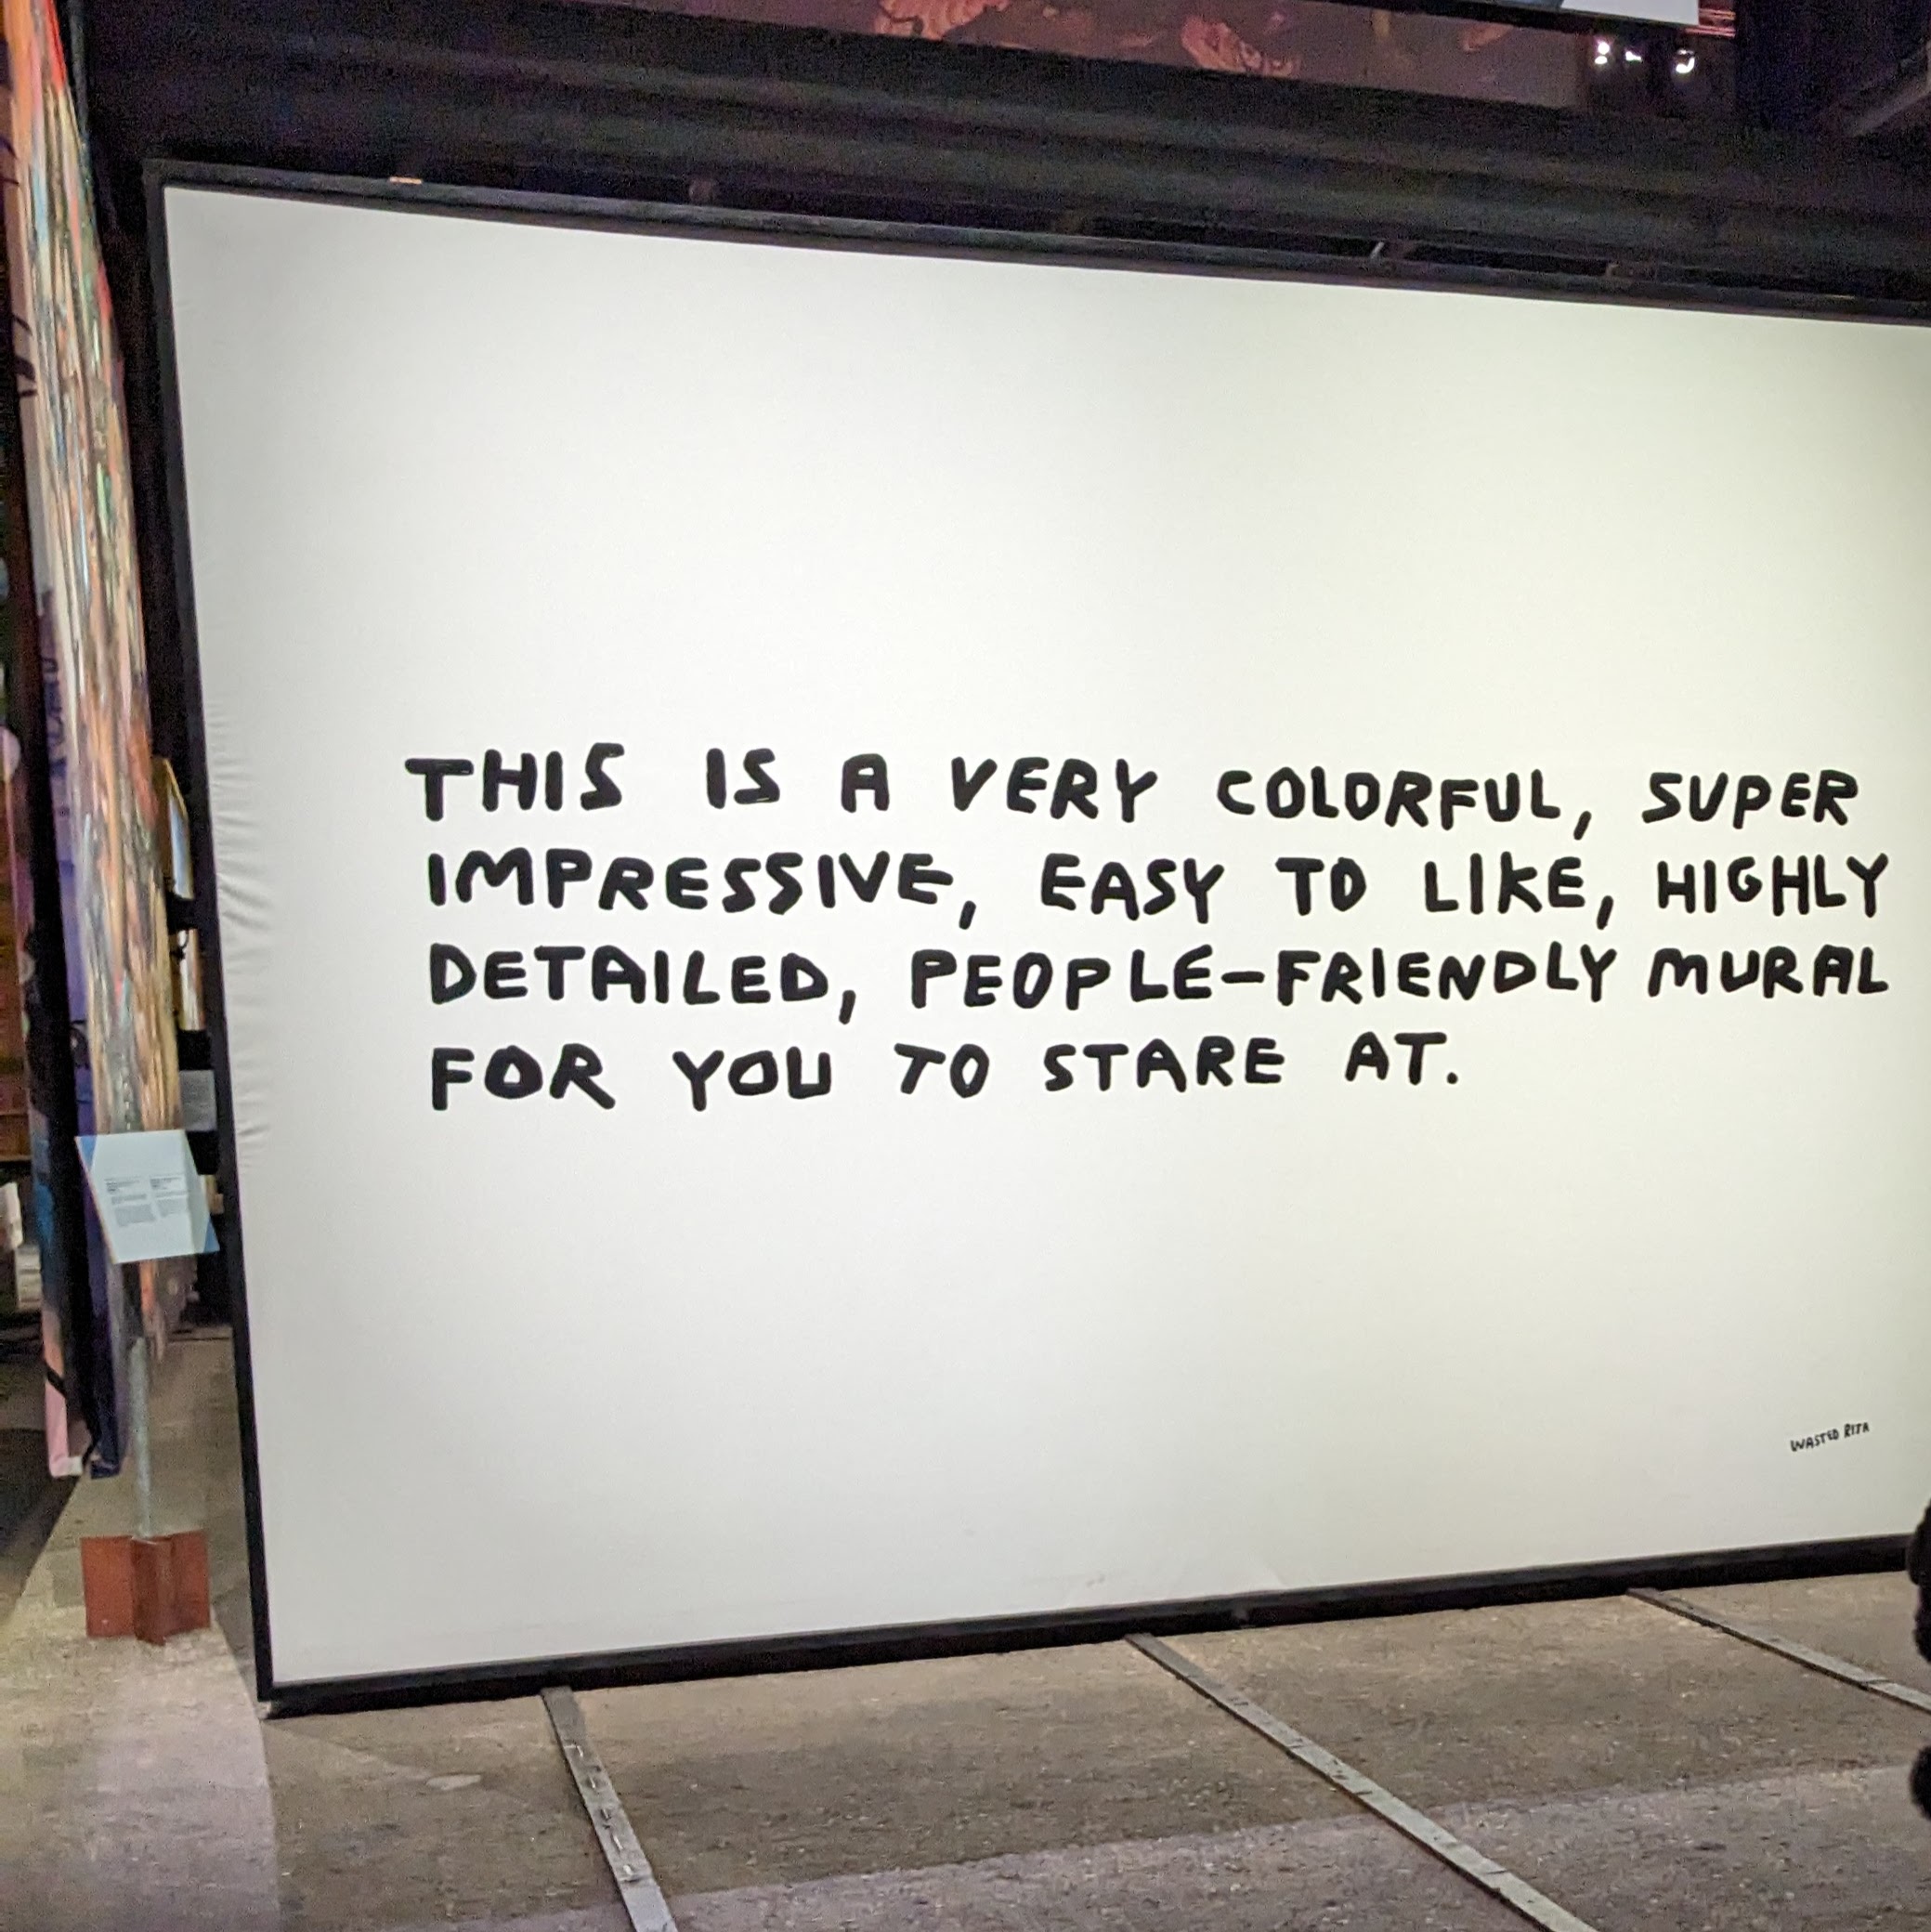 THIS IS A VERY COLORFUL, SUPER
IMPRESSIVE, EASY TO LIKE, HIGHLY
DETAILED, PEOPLE-FRIENDLY MURAL
FOR YOU TO STARE AT.
WASTED RITA